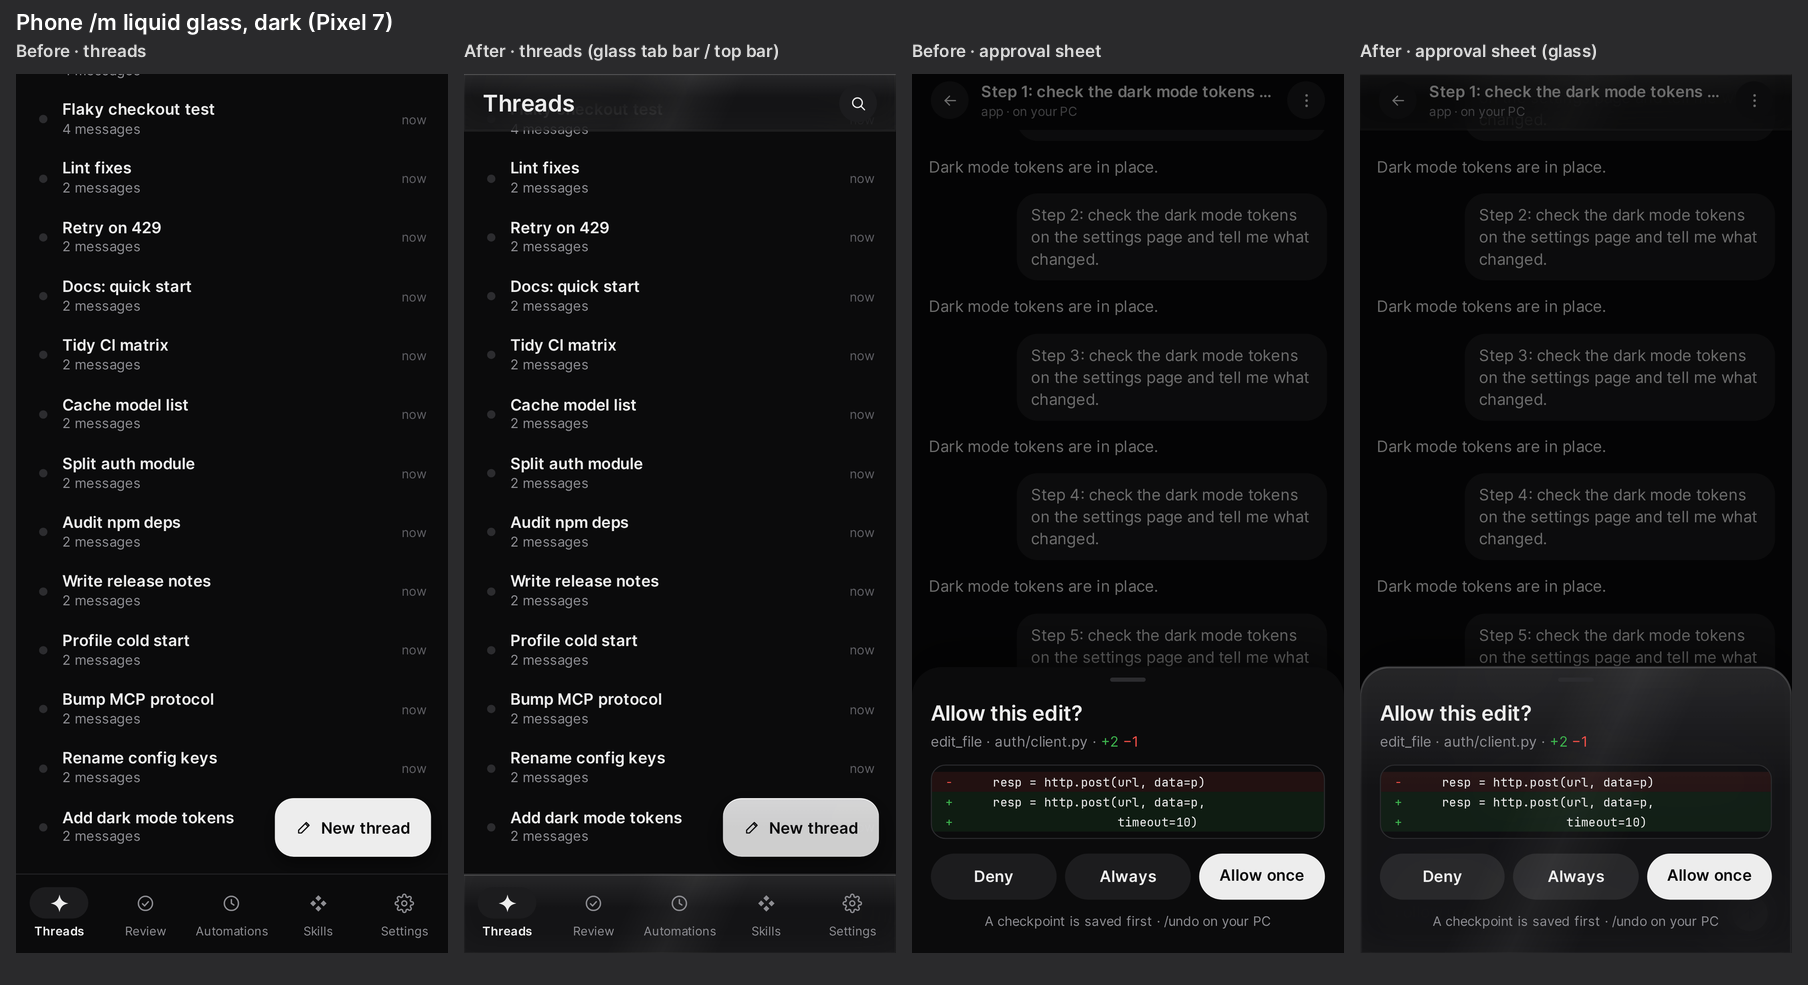 Phone /m liquid glass, dark (Pixel 7)
Before · threads
Flaky checkout test
4 messages
now
Lint fixes
2 messages
now
Retry on 429
2 messages
now
Docs: quick start
2 messages
now
Tidy CI matrix
2 messages
now
Cache model list
2 messages
now
Split auth module
2 messages
now
Audit npm deps
2 messages
now
Write release notes
2 messages
now
Profile cold start
2 messages
now
Bump MCP protocol
2 messages
now
Rename config keys
2 messages
now
Add dark mode tokens
2 messages
New thread
Threads
Review
Automations
Skills
Settings
After · threads (glass tab bar / top bar)
Threads
checkout test
4 messages
Lint fixes
2 messages
now
Retry on 429
2 messages
now
Docs: quick start
2 messages
now
Tidy CI matrix
2 messages
now
Cache model list
2 messages
now
Split auth module
2 messages
now
Audit npm deps
2 messages
now
Write release notes
2 messages
now
Profile cold start
2 messages
now
Bump MCP protocol
2 messages
now
Rename config keys
2 messages
now
Add dark mode tokens
2 messages
New thread
Threads
Review
Automations
Skills
Settings
Before · approval sheet
Step 1: check the dark mode tokens ...
app · on your PC
Dark mode tokens are in place.
Step 2: check the dark mode tokens
on the settings page and tell me what
changed.
Dark mode tokens are in place.
Step 3: check the dark mode tokens
on the settings page and tell me what
changed.
Dark mode tokens are in place.
Step 4: check the dark mode tokens
on the settings page and tell me what
changed.
Dark mode tokens are in place.
Step 5: check the dark mode tokens
on the settings page and tell me what
Allow this edit?
edit_file · auth/client.py · +2 −1
- resp = http.post(url, data=p)
+ resp = http.post(url, data=p,
+ timeout=10)
Deny
Always
Allow once
A checkpoint is saved first · /undo on your PC
After · approval sheet (glass)
Step 1: check the dark mode tokens ...
app · on your PC
changed.
Dark mode tokens are in place.
Step 2: check the dark mode tokens
on the settings page and tell me what
changed.
Dark mode tokens are in place.
Step 3: check the dark mode tokens
on the settings page and tell me what
changed.
Dark mode tokens are in place.
Step 4: check the dark mode tokens
on the settings page and tell me what
changed.
Dark mode tokens are in place.
Step 5: check the dark mode tokens
on the settings page and tell me what
Allow this edit?
edit_file · auth/client.py · +2 −1
- resp = http.post(url, data=p)
+ resp = http.post(url, data=p,
+ timeout=10)
Deny
Always
Allow once
A checkpoint is saved first · /undo on your PC